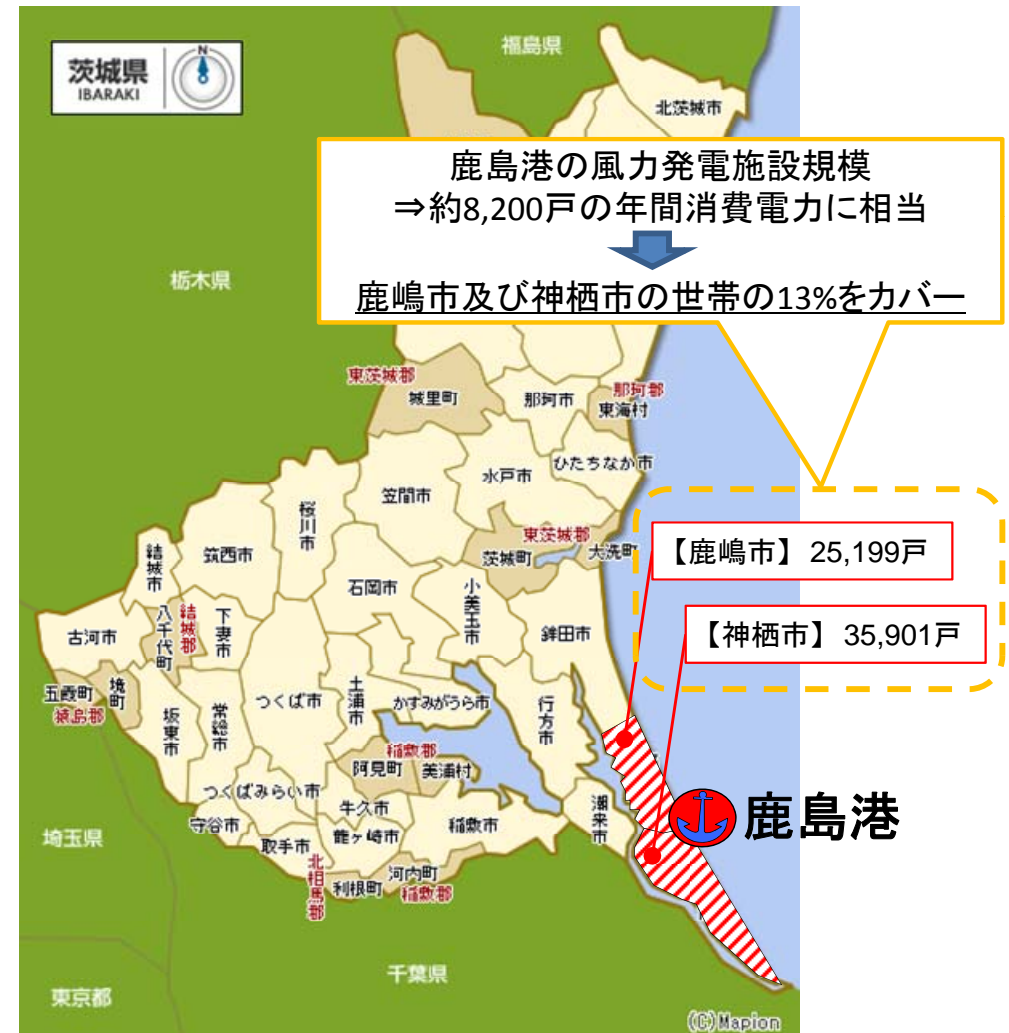 茨城県
IBARAKI
N
福島県
北茨城市
鹿島港の風力発電施設規模
⇒約8,200戸の年間消費電力に相当
鹿嶋市及び神栖市の世帯の13%をカバー
栃木県
東茨城郡
城里町
那珂市
那珂郡
東海村
水戸市
ひたちなか市
笠間市
桜川市
筑西市
結城市
東茨城郡
茨城町
大洗町
【鹿嶋市】 25,199戸
【神栖市】 35,901戸
石岡市
小美玉市
鉾田市
古河市
八千代町
結城郡
下妻市
五霞町
猿島郡
境町
坂東市
常総市
つくば市
土浦市
かすみがうら市
行方市
稲敷郡
阿見町
美浦村
つくばみらい市
牛久市
守谷市
龍ヶ崎市
稲敷市
潮来市
取手市
北相馬郡
利根町
河内町
稲敷郡
鹿島港
埼玉県
千葉県
東京都
(C)Mapion